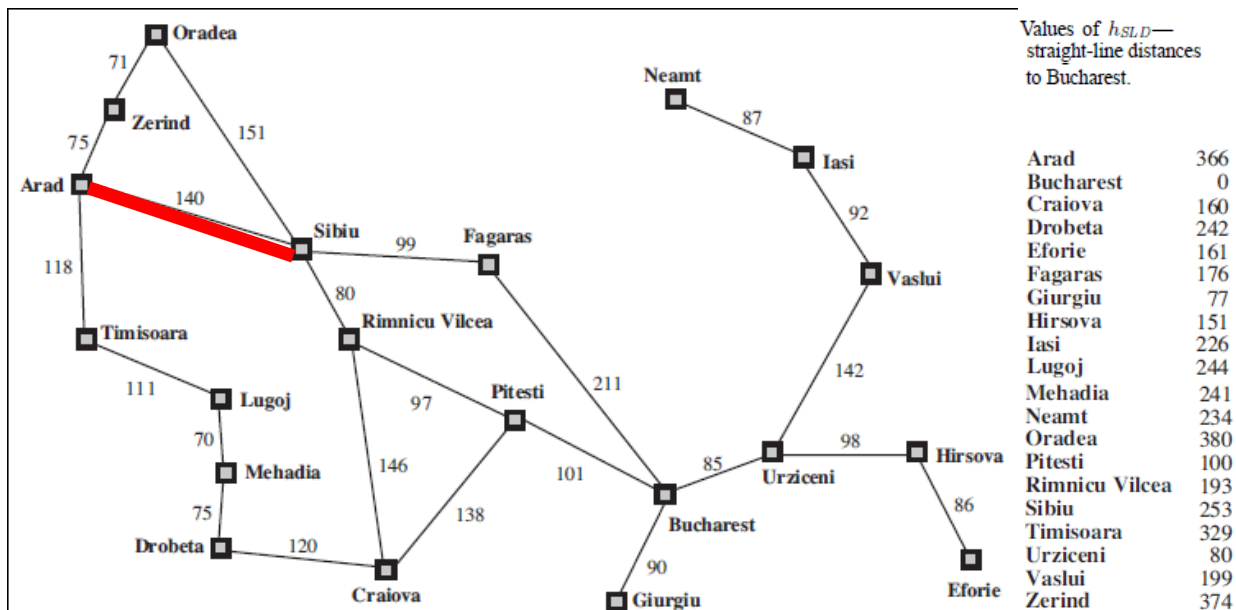 Oradea
71
Neamt
87
Zerind
151
75
Iasi
Arad
140
92
Sibiu
99
Fagaras
118
80
Vaslui
Rimnicu Vilcea
Timisoara
142
211
111
Lugoj
97
Pitesti
70
98
Hirsova
146
85
Urziceni
Mehadia
101
86
75
138
Bucharest
Drobeta
120
90
Craiova
Giurgiu
Eforie
Values of hSLD—
straight-line distances
to Bucharest.
Arad 366
Bucharest 0
Craiova 160
Drobeta 242
Eforie 161
Fagaras 176
Giurgiu 77
Hirsova 151
Iasi 226
Lugoj 244
Mehadia 241
Neamt 234
Oradea 380
Pitesti 100
Rimnicu Vilcea 193
Sibiu 253
Timisoara 329
Urziceni 80
Vaslui 199
Zerind 374